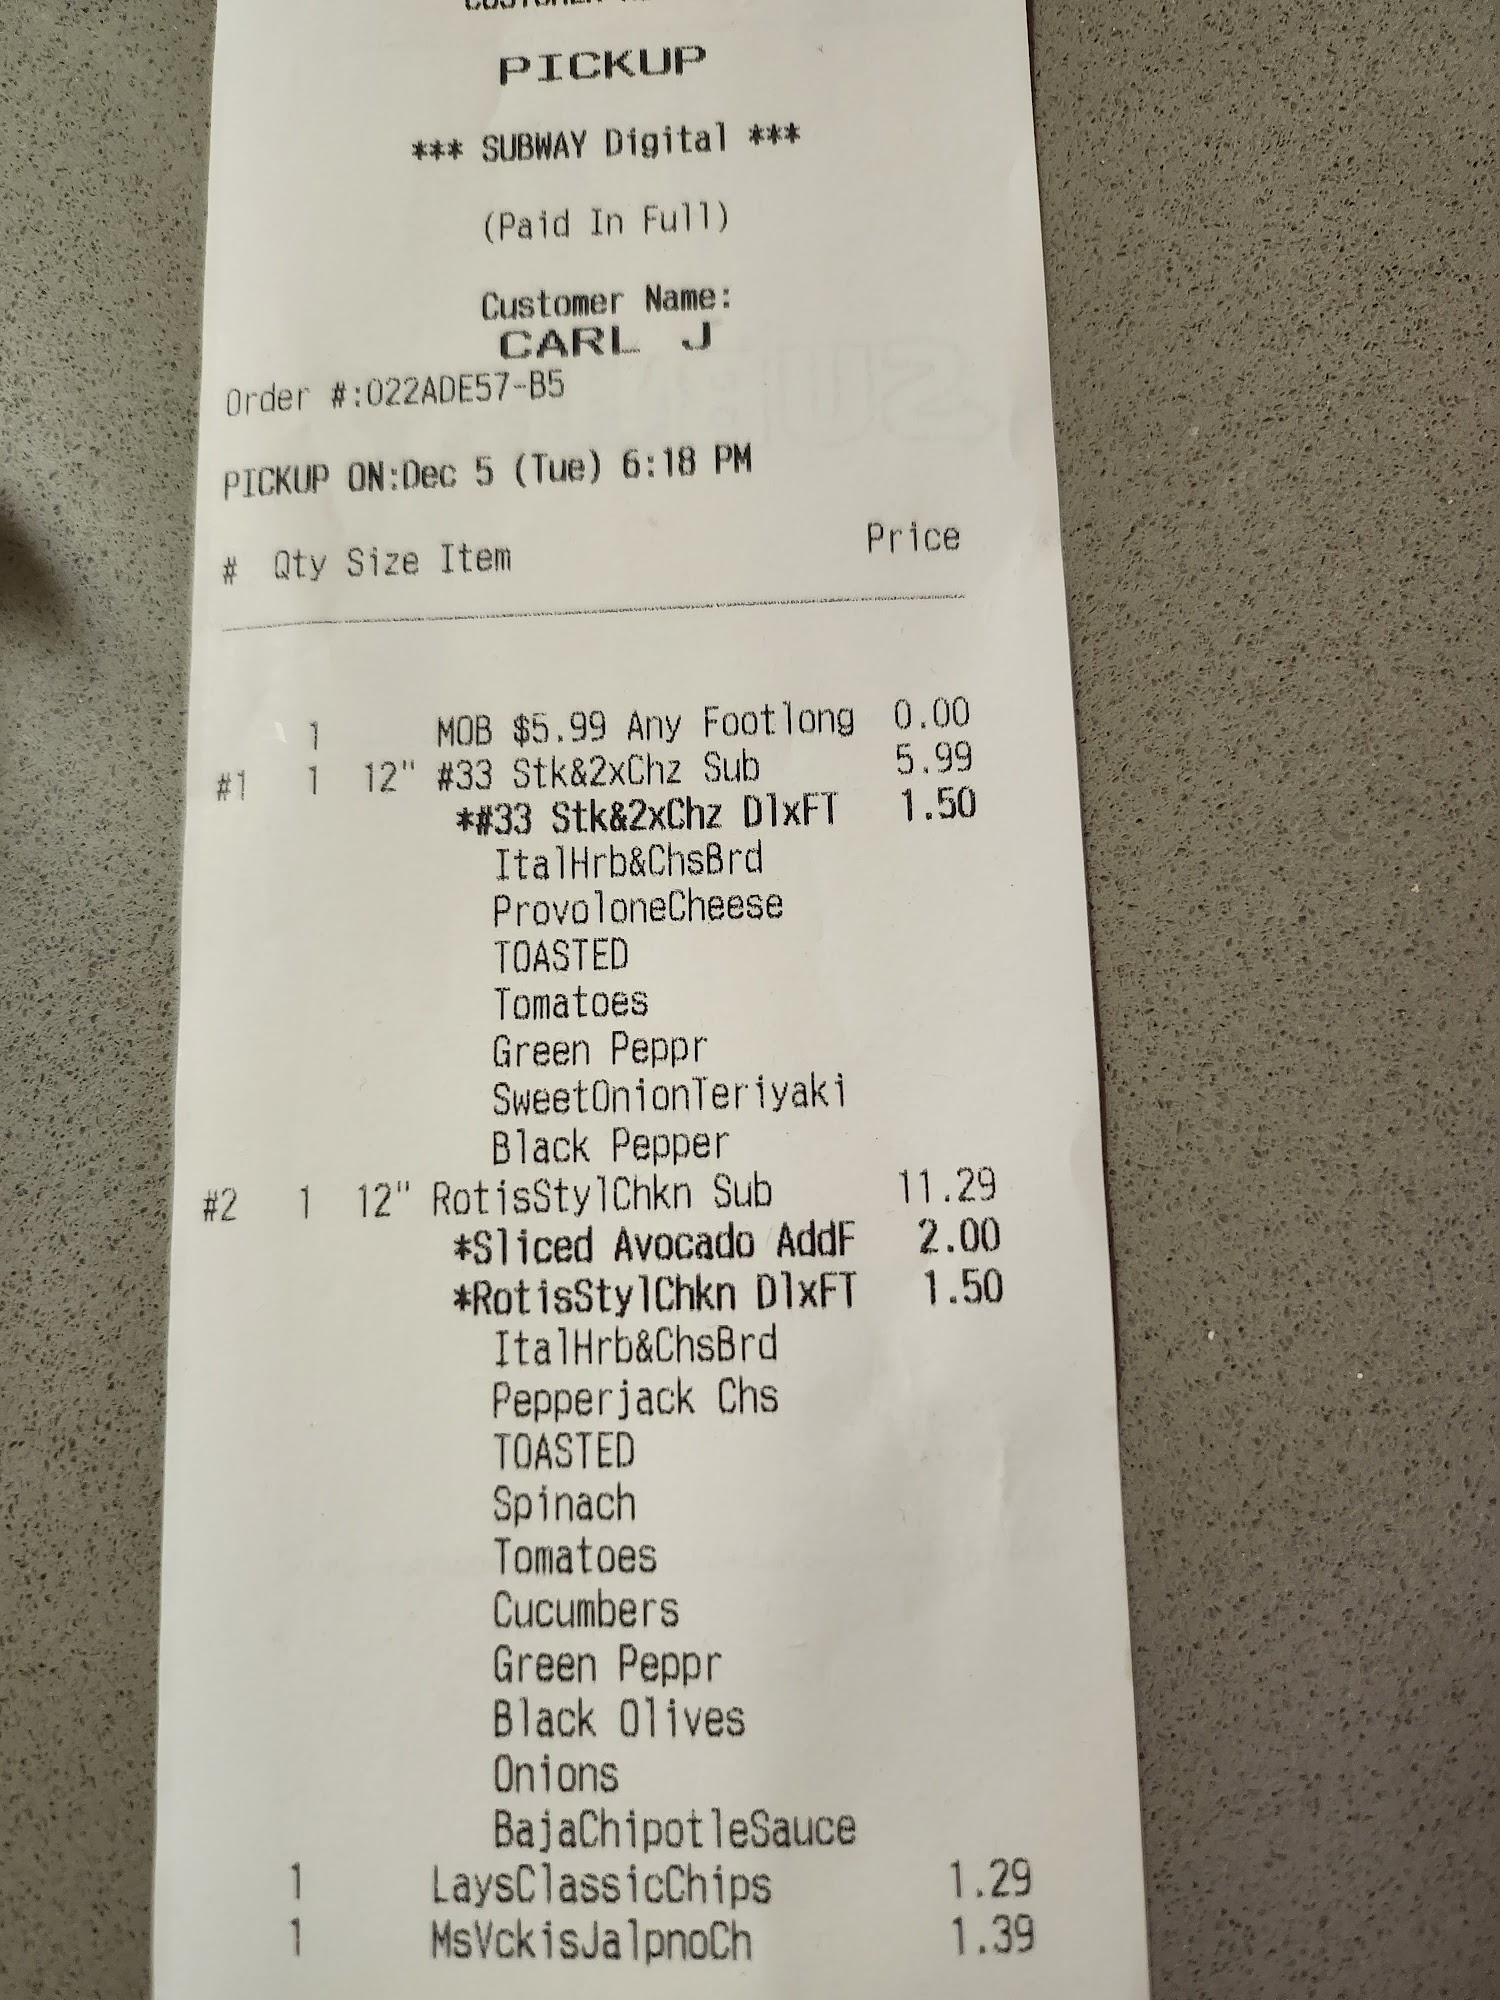 CUSTOMER
PICKUP
*** SUBWAY Digital ***
(Paid In Full)
Customer Name:
CARL J
Order #:022ADE57-B5
PICKUP ON:Dec 5 (Tue) 6:18 PM
# Qty Size Item Price
1 MOB $5.99 Any Footlong 0.00
#1 1 12" #33 Stk&2xChz Sub 5.99
*#33 Stk&2xChz DlxFT 1.50
ItalHrb&ChsBrd
ProvoloneCheese
TOASTED
Tomatoes
Green Peppr
SweetOnionTeriyaki
Black Pepper
#2 1 12" RotisStylChkn Sub 11.29
*Sliced Avocado AddF 2.00
*RotisStylChkn DlxFT 1.50
ItalHrb&ChsBrd
Pepperjack Chs
TOASTED
Spinach
Tomatoes
Cucumbers
Green Peppr
Black Olives
Onions
BajaChipotleSauce
1 LaysClassicChips 1.29
1 MsVckisJalpnoCh 1.39